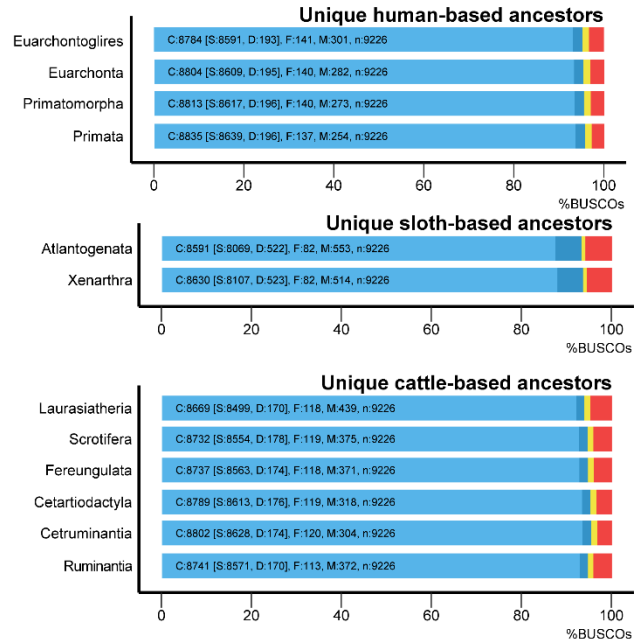 Unique human-based ancestors
Euarchontoglires C:8784 [S:8591, D:193], F:141, M:301, n:9226
Euarchonta C:8804 [S:8609, D:195], F:140, M:282, n:9226
Primatomorpha C:8813 [S:8617, D:196], F:140, M:273, n:9226
Primata C:8835 [S:8639, D:196], F:137, M:254, n:9226
0 20 40 60 80 100
%BUSCOs
Unique sloth-based ancestors
Atlantogenata C:8591 [S:8069, D:522], F:82, M:553, n:9226
Xenarthra C:8630 [S:8107, D:523], F:82, M:514, n:9226
0 20 40 60 80 100
%BUSCOs
Unique cattle-based ancestors
Laurasiatheria C:8669 [S:8499, D:170], F:118, M:439, n:9226
Scrotifera C:8732 [S:8554, D:178], F:119, M:375, n:9226
Fereungulata C:8737 [S:8563, D:174], F:118, M:371, n:9226
Cetartiodactyla C:8789 [S:8613, D:176], F:119, M:318, n:9226
Cetruminantia C:8802 [S:8628, D:174], F:120, M:304, n:9226
Ruminantia C:8741 [S:8571, D:170], F:113, M:372, n:9226
0 20 40 60 80 100
%BUSCOs